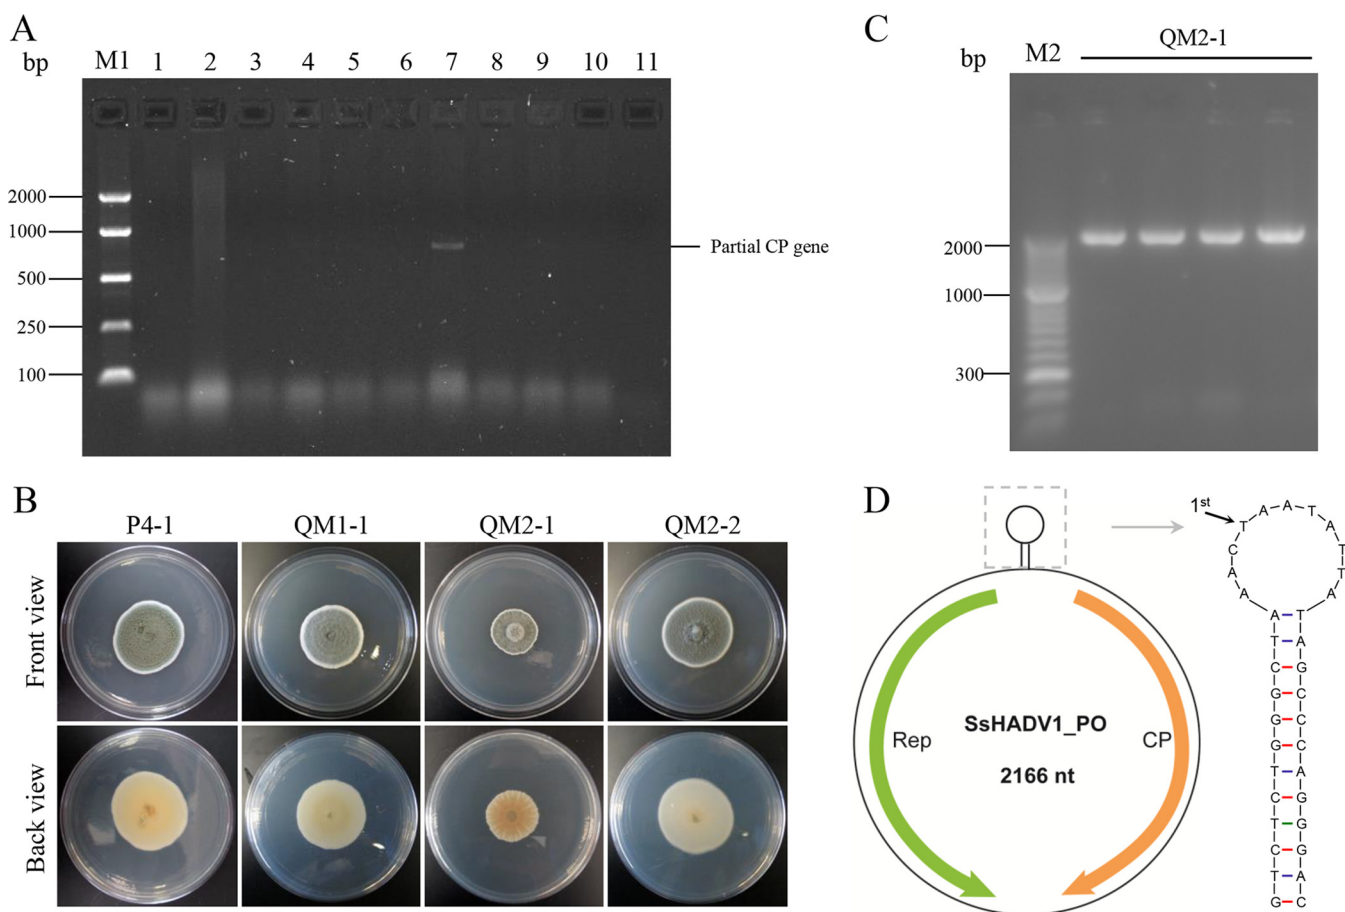 A
bp M1 1 2 3 4 5 6 7 8 9 10 11
2000
1000
500
250
100
Partial CP gene
B
P4-1 QM1-1 QM2-1 QM2-2
Front view
Back view
C
bp M2 QM2-1
2000
1000
300
D
SsHADV1_PO
2166 nt
Rep
CP
1st
T A A T A T T A
C
A
A
A T
T A
C G
G C
G C
G C
T A
C G
T G
C G
T A
G C